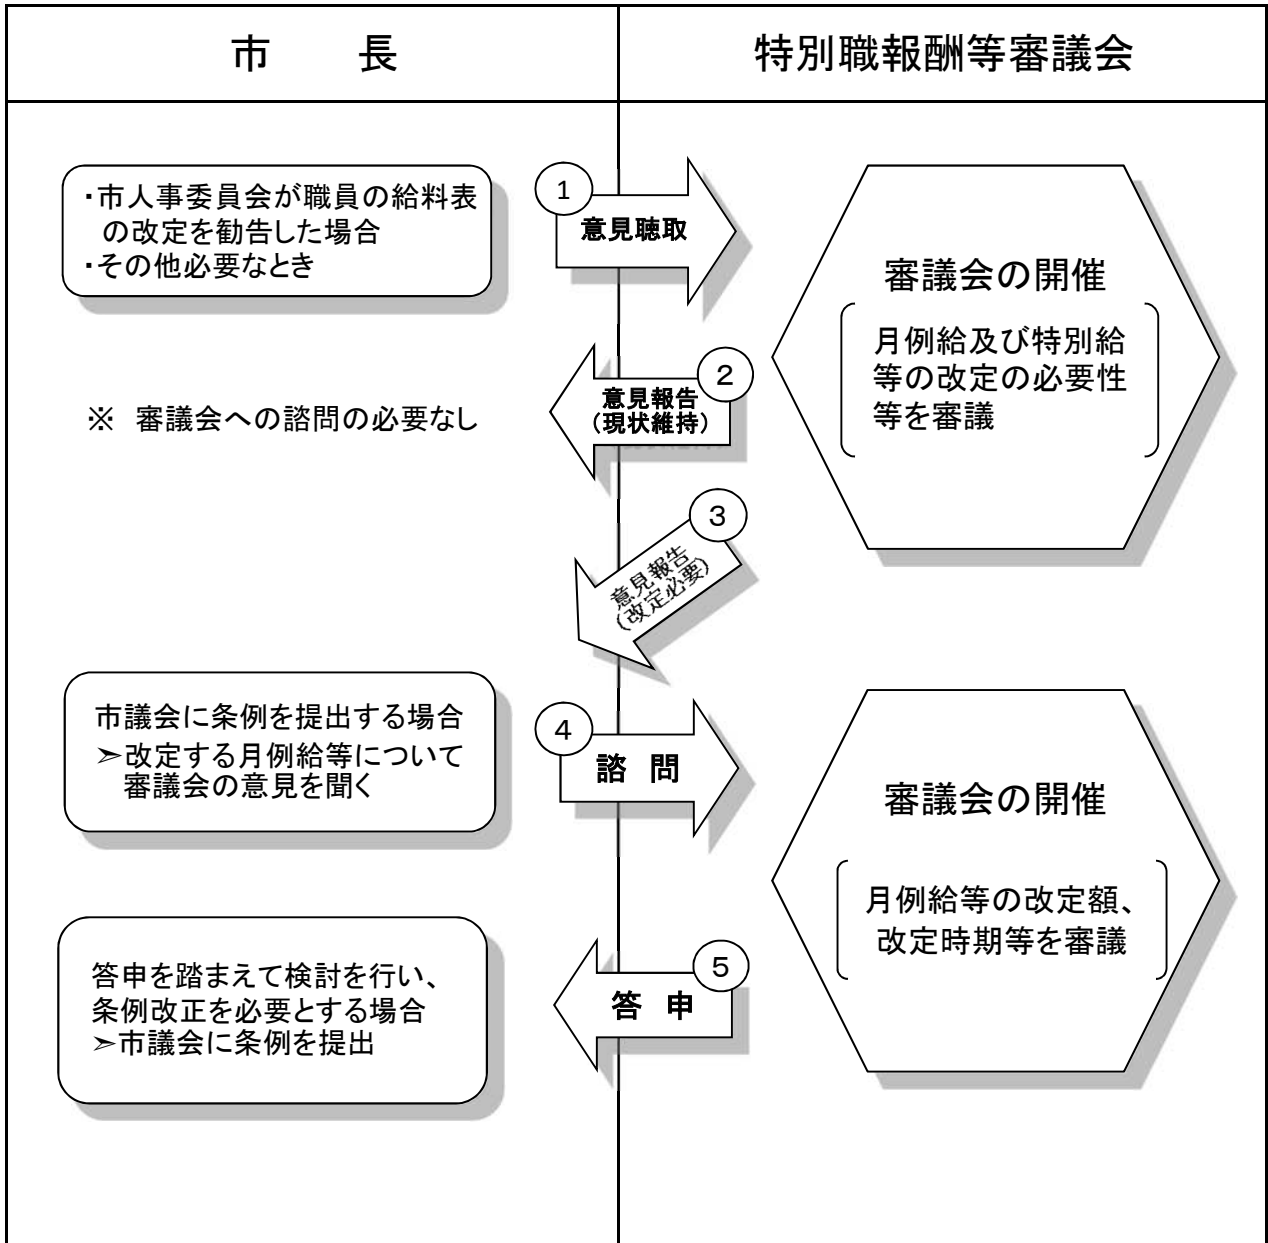 市　　長
特別職報酬等審議会
・市人事委員会が職員の給料表
の改定を勧告した場合
・その他必要なとき
1
意見聴取
審議会の開催
月例給及び特別給
等の改定の必要性
等を審議
2
意見報告
（現状維持）
※　審議会への諮問の必要なし
3
意見報告
（改定必要）
市議会に条例を提出する場合
➢改定する月例給等について
審議会の意見を聞く
4
諮　問
審議会の開催
月例給等の改定額、
改定時期等を審議
5
答　申
答申を踏まえて検討を行い、
条例改正を必要とする場合
➢市議会に条例を提出